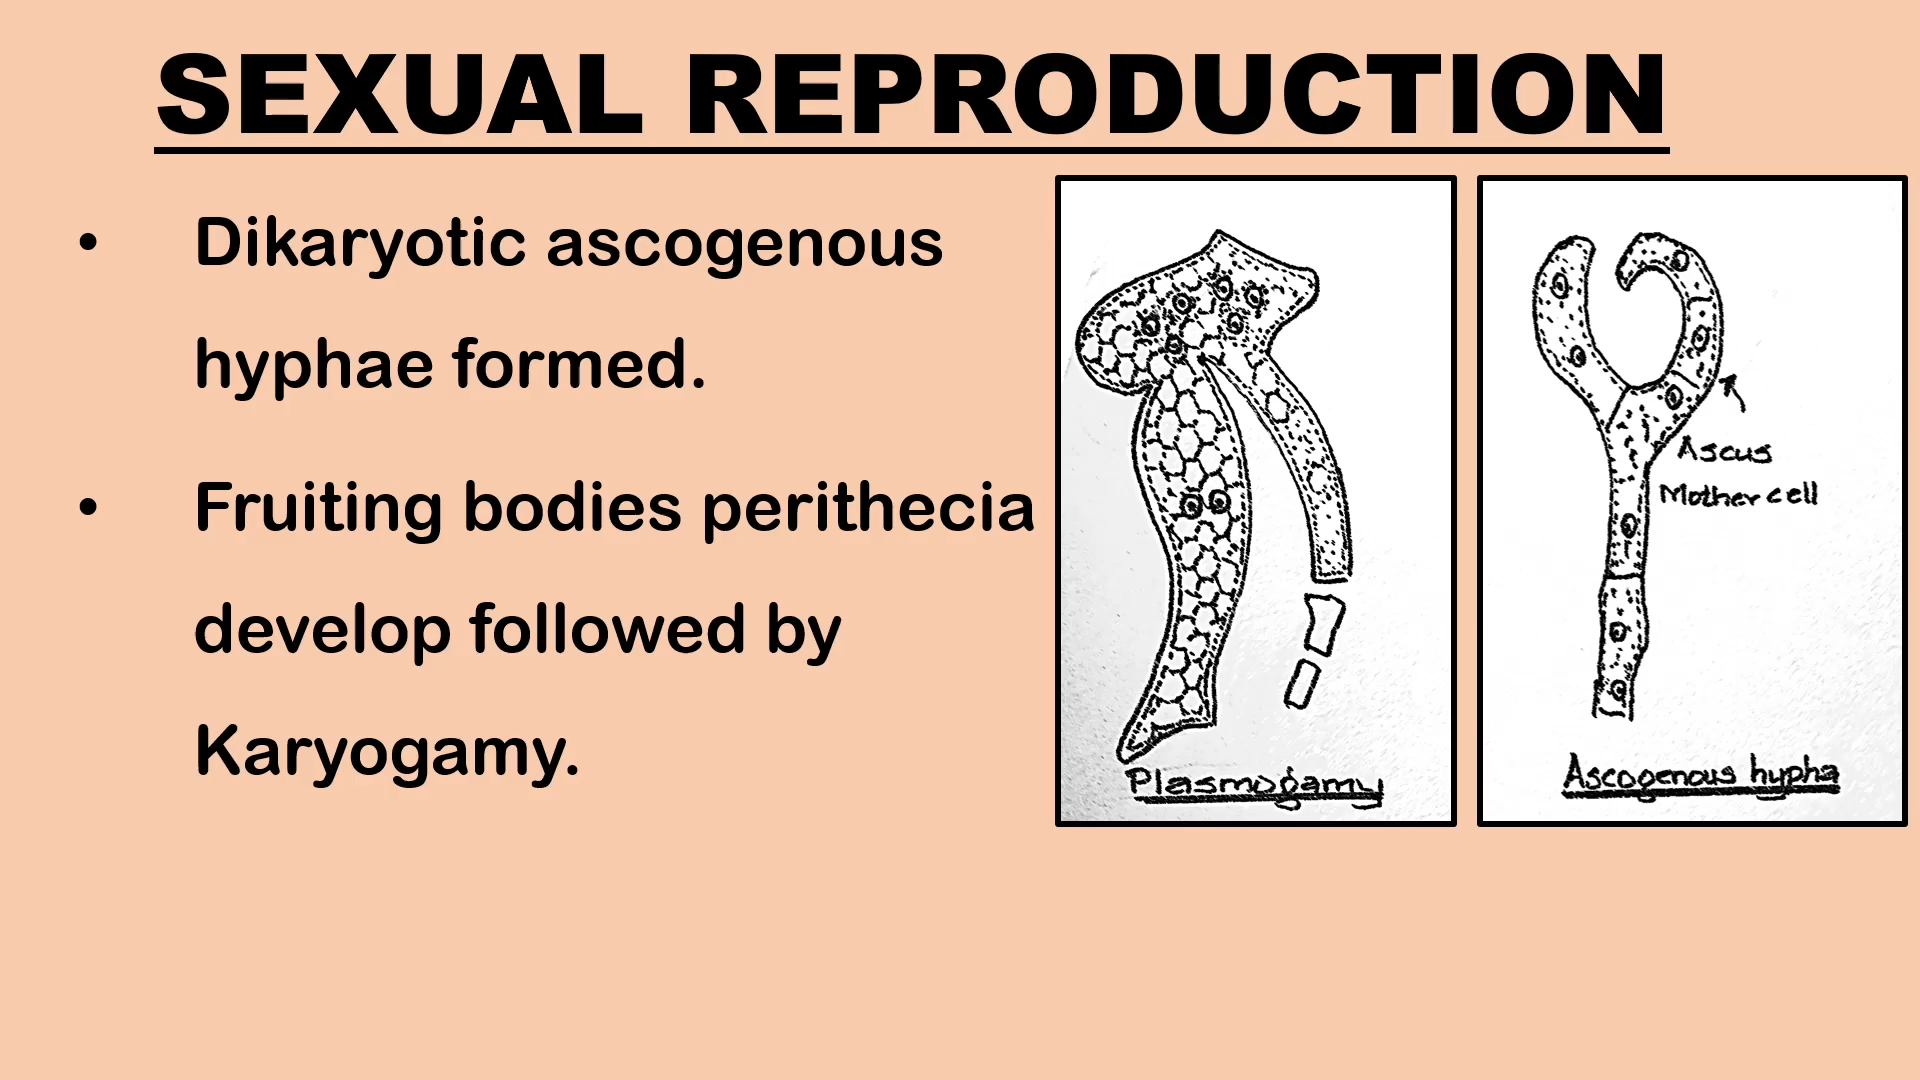 SEXUAL REPRODUCTION
• Dikaryotic ascogenous
hyphae formed.
• Fruiting bodies perithecia
develop followed by
Karyogamy.
Plasmogamy
Ascus
Mother cell
Ascogenous hypha